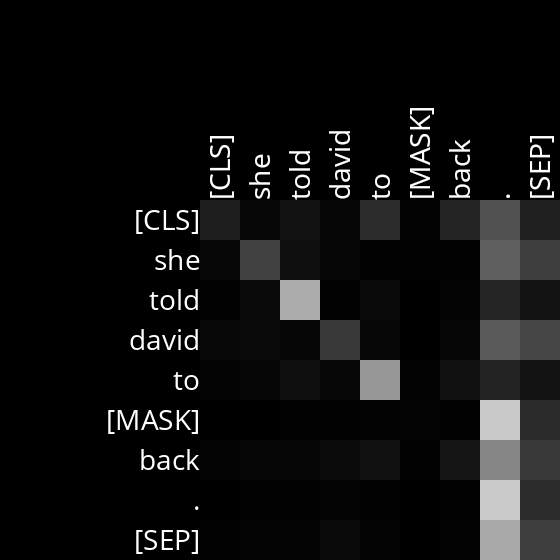 [CLS] she told david to [MASK] back . [SEP]
[CLS]
she
told
david
to
[MASK]
back
.
[SEP]